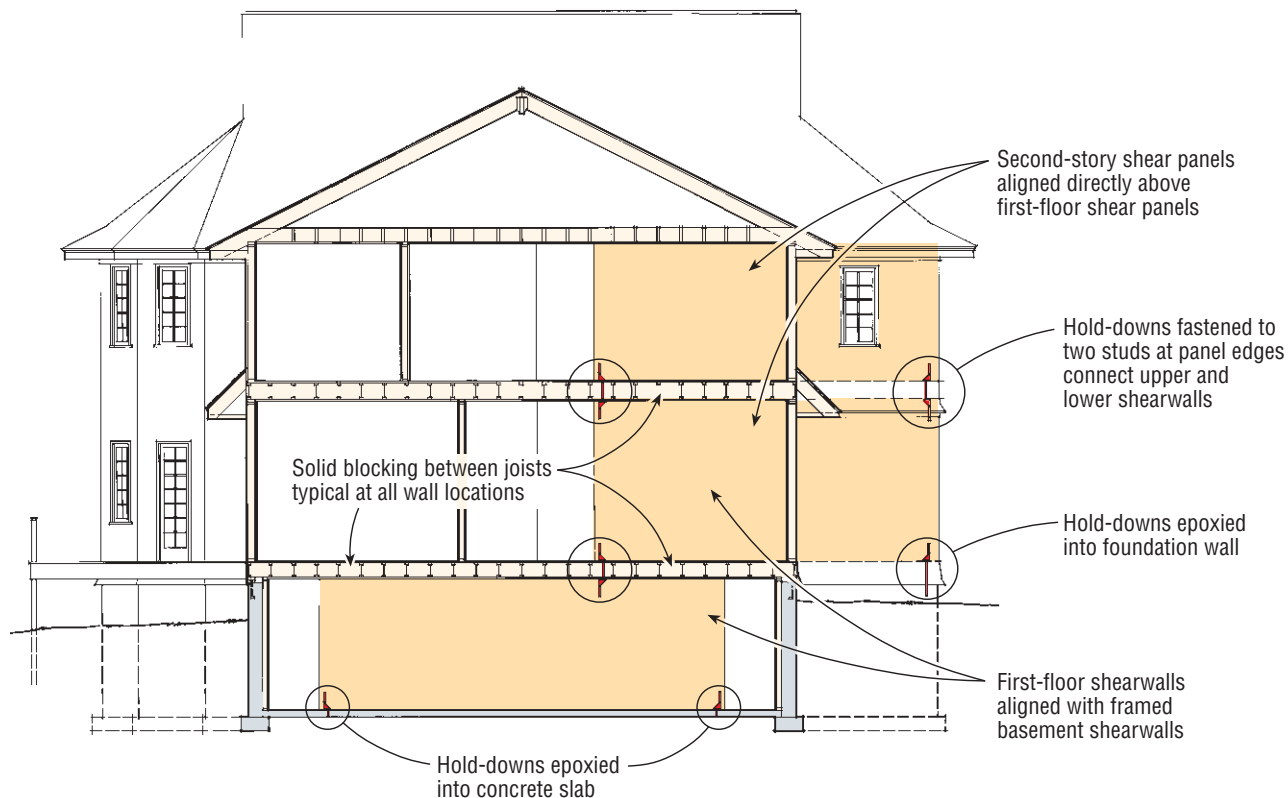 Second-story shear panels
aligned directly above
first-floor shear panels
Hold-downs fastened to
two studs at panel edges
connect upper and
lower shearwalls
Solid blocking between joists
typical at all wall locations
Hold-downs epoxied
into foundation wall
First-floor shearwalls
aligned with framed
basement shearwalls
Hold-downs epoxied
into concrete slab